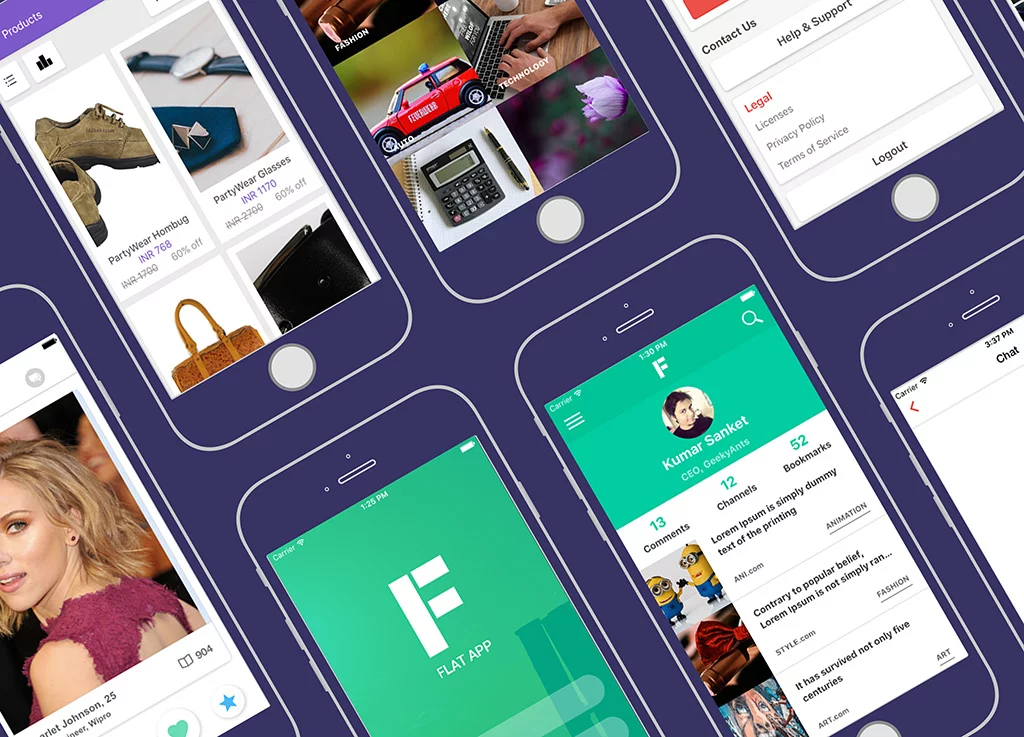 Products
PartyWear Hombug
INR 768
INR 1700 60% off
PartyWear Glasses
INR 1170
INR 2700 60% off
FASHION
TECHNOLOGY
FEUERWEHR
AUTO
Contact Us
Help & Support
Legal
Licenses
Privacy Policy
Terms of Service
Logout
904
rlet Johnson, 25
ineer, Wipro
1:25 PM
Carrier
F
FLAT APP
1:30 PM
Carrier
F
Kumar Sanket
CEO, GeekyAnts
13
Comments
12
Channels
52
Bookmarks
Lorem Ipsum is simply dummy
text of the printing
ANI.com
ANIMATION
Contrary to popular belief,
Lorem Ipsum is not simply ran...
STYLE.com
FASHION
It has survived not only five
centuries
ART.com
ART
3:37 PM
Carrier
Chat